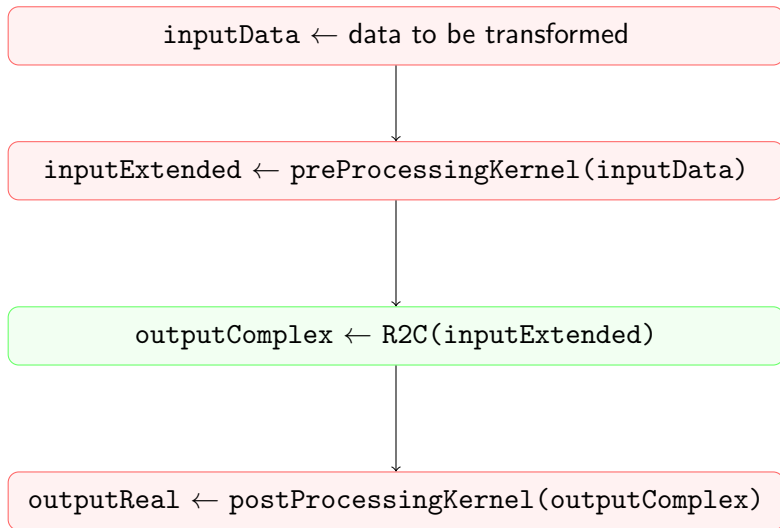 inputData ← data to be transformed
inputExtended ← preProcessingKernel(inputData)
outputComplex ← R2C(inputExtended)
outputReal ← postProcessingKernel(outputComplex)